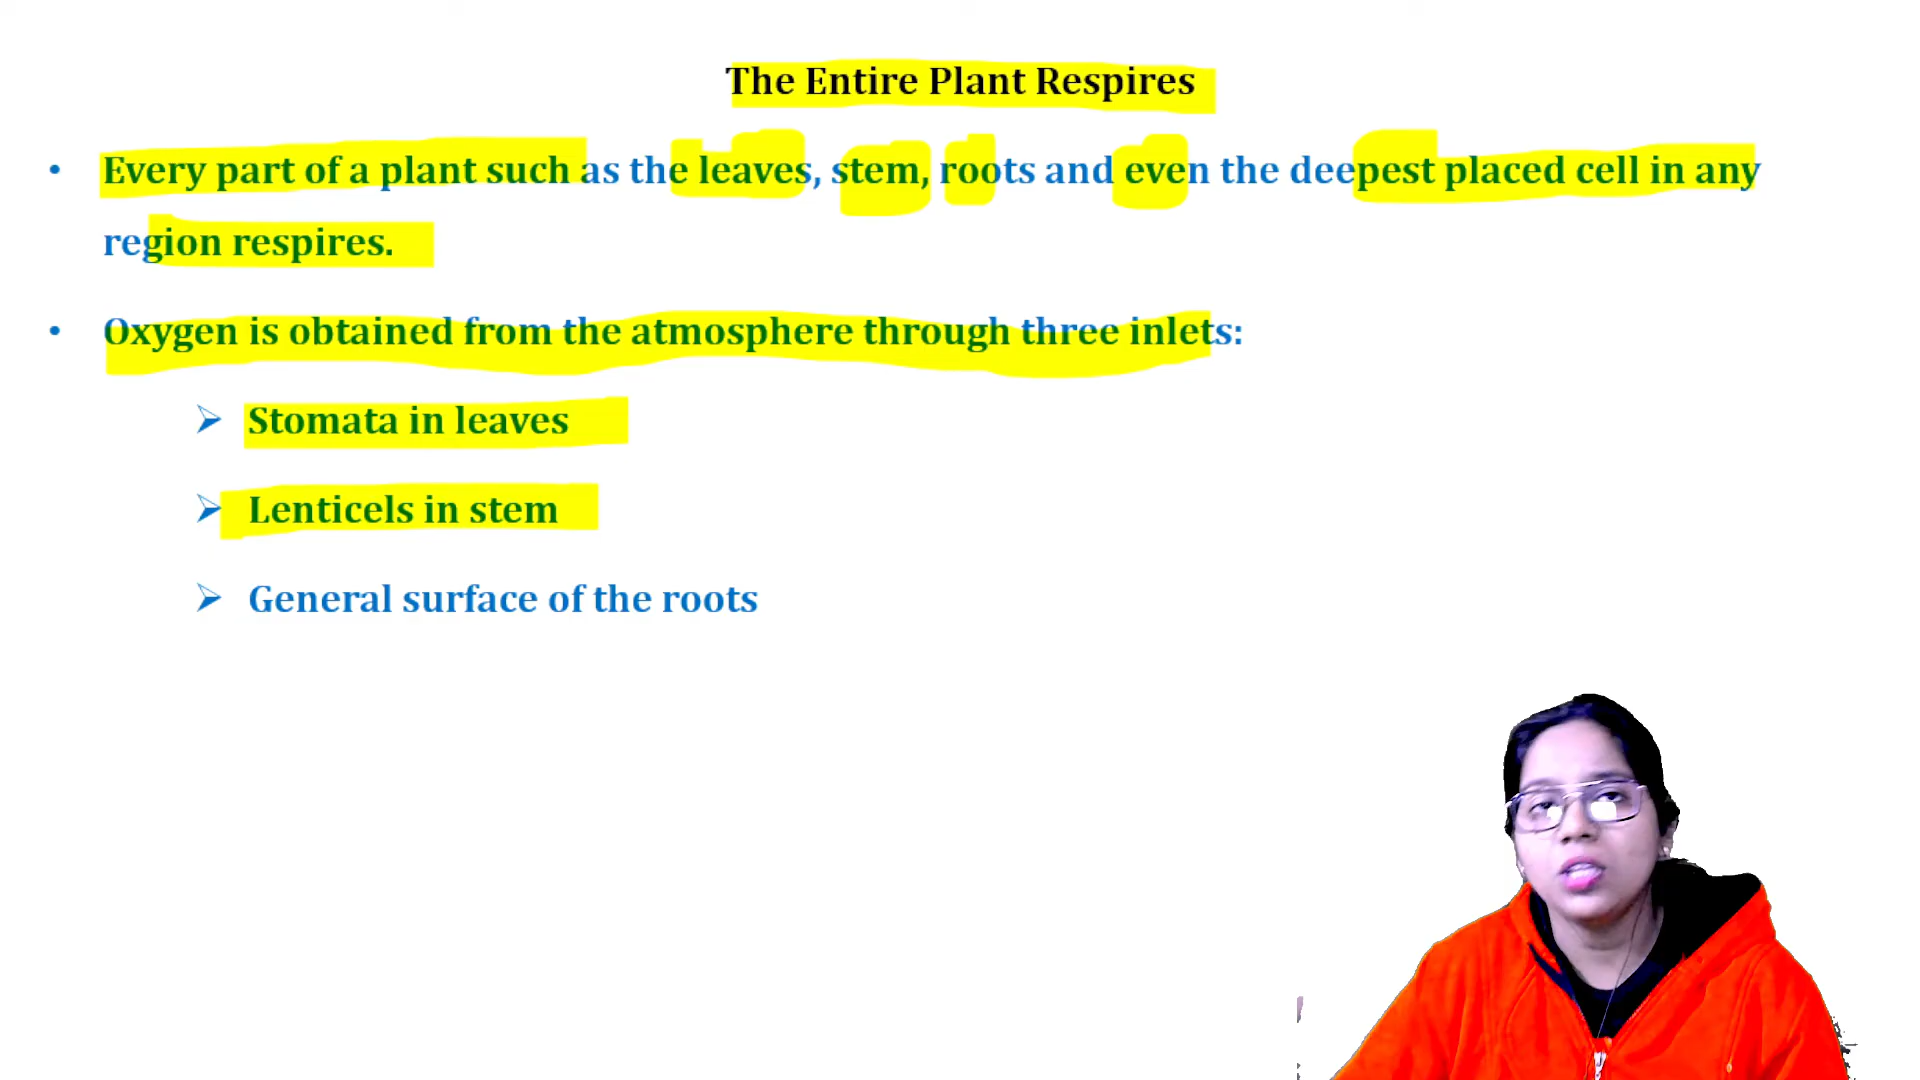 The Entire Plant Respires
• Every part of a plant such as the leaves, stem, roots and even the deepest placed cell in any
region respires.
• Oxygen is obtained from the atmosphere through three inlets:
➢ Stomata in leaves
➢ Lenticels in stem
➢ General surface of the roots